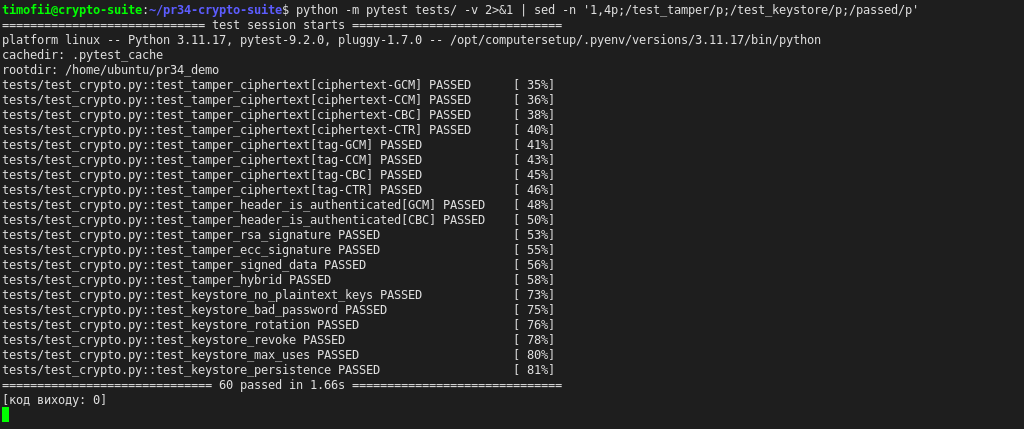 timofii@crypto-suite:~/pr34-crypto-suite$ python -m pytest tests/ -v 2>&1 | sed -n '1,4p;/test_tamper/p;/test_keystore/p;/passed/p'
============================= test session starts ==============================
platform linux -- Python 3.11.17, pytest-9.2.0, pluggy-1.7.0 -- /opt/computersetup/.pyenv/versions/3.11.17/bin/python
cachedir: .pytest_cache
rootdir: /home/ubuntu/pr34_demo
tests/test_crypto.py::test_tamper_ciphertext[ciphertext-GCM] PASSED      [ 35%]
tests/test_crypto.py::test_tamper_ciphertext[ciphertext-CCM] PASSED      [ 36%]
tests/test_crypto.py::test_tamper_ciphertext[ciphertext-CBC] PASSED      [ 38%]
tests/test_crypto.py::test_tamper_ciphertext[ciphertext-CTR] PASSED      [ 40%]
tests/test_crypto.py::test_tamper_ciphertext[tag-GCM] PASSED             [ 41%]
tests/test_crypto.py::test_tamper_ciphertext[tag-CCM] PASSED             [ 43%]
tests/test_crypto.py::test_tamper_ciphertext[tag-CBC] PASSED             [ 45%]
tests/test_crypto.py::test_tamper_ciphertext[tag-CTR] PASSED             [ 46%]
tests/test_crypto.py::test_tamper_header_is_authenticated[GCM] PASSED    [ 48%]
tests/test_crypto.py::test_tamper_header_is_authenticated[CBC] PASSED    [ 50%]
tests/test_crypto.py::test_tamper_rsa_signature PASSED                   [ 53%]
tests/test_crypto.py::test_tamper_ecc_signature PASSED                   [ 55%]
tests/test_crypto.py::test_tamper_signed_data PASSED                     [ 56%]
tests/test_crypto.py::test_tamper_hybrid PASSED                          [ 58%]
tests/test_crypto.py::test_keystore_no_plaintext_keys PASSED             [ 73%]
tests/test_crypto.py::test_keystore_bad_password PASSED                  [ 75%]
tests/test_crypto.py::test_keystore_rotation PASSED                      [ 76%]
tests/test_crypto.py::test_keystore_revoke PASSED                        [ 78%]
tests/test_crypto.py::test_keystore_max_uses PASSED                      [ 80%]
tests/test_crypto.py::test_keystore_persistence PASSED                   [ 81%]
============================== 60 passed in 1.66s ==============================
[код виходу: 0]